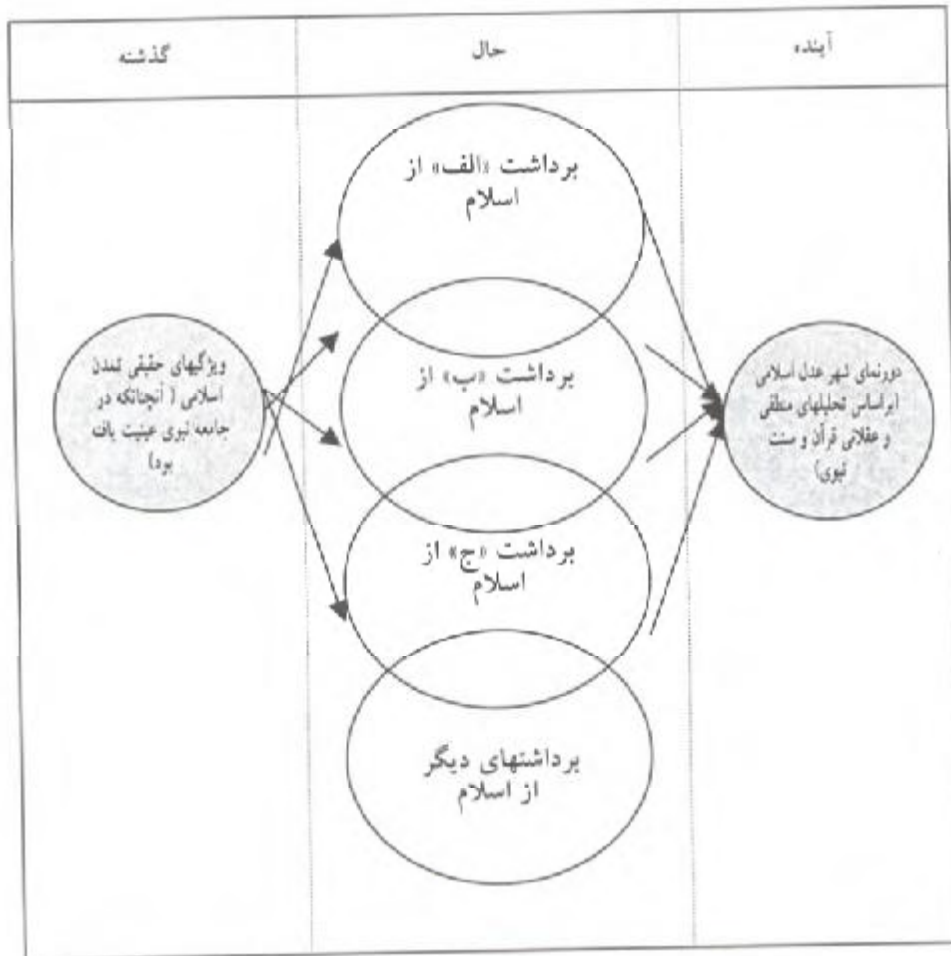 آینده
حال
گذشته
برداشت «الف» از
اسلام
برداشت «ب» از
اسلام
برداشت «ج» از
اسلام
برداشتهای دیگر
از اسلام
دورنمای شهر عدل اسلامی
(براساس تحلیلهای منطقی
و عقلانی قرآن و سنت
نبوی)
ویژگیهای حقیقی تمدن
اسلامی ( آنچانکه در
جامعه نبوی عینیت یافته
بود)